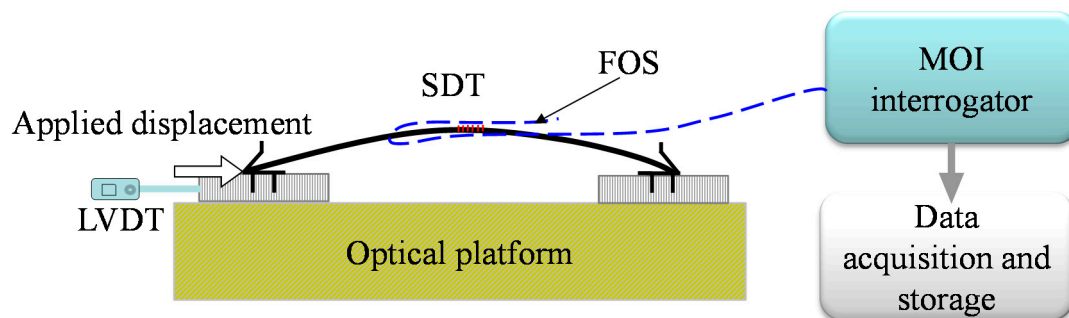 MOI
interrogator
FOS
SDT
Applied displacement
LVDT
Optical platform
Data
acquisition and
storage